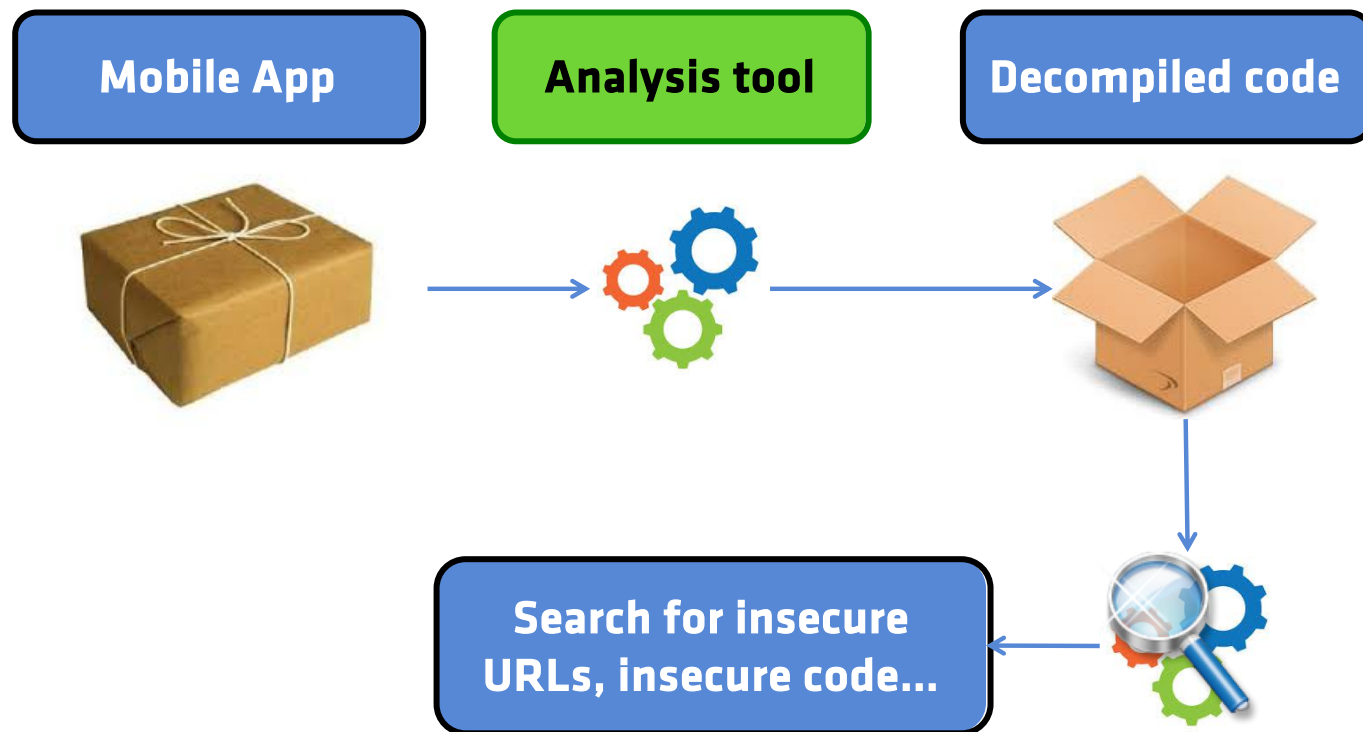 Mobile App
Analysis tool
Decompiled code
Search for insecure
URLs, insecure code...